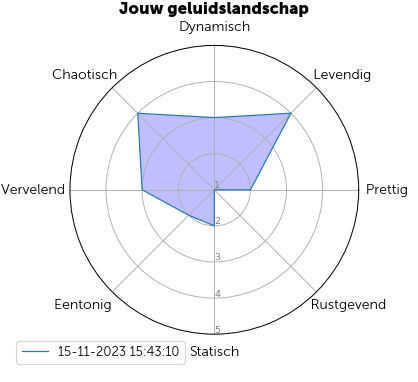 Jouw geluidslandschap
Dynamisch
Chaotisch
Levendig
1
Vervelend
Prettig
2
3
4
Eentonig
Rustgevend
5
15-11-2023 15:43:10
Statisch